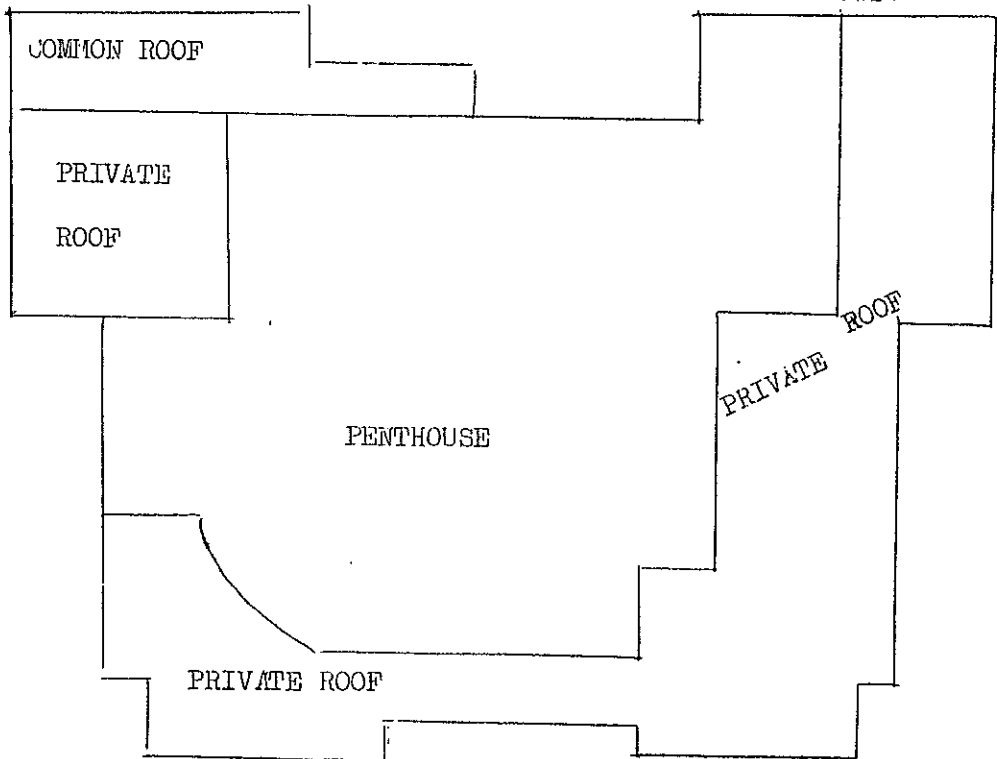 COMMON ROOF
PRIVATE
ROOF
PRIVATE ROOF
PENTHOUSE
PRIVATE ROOF